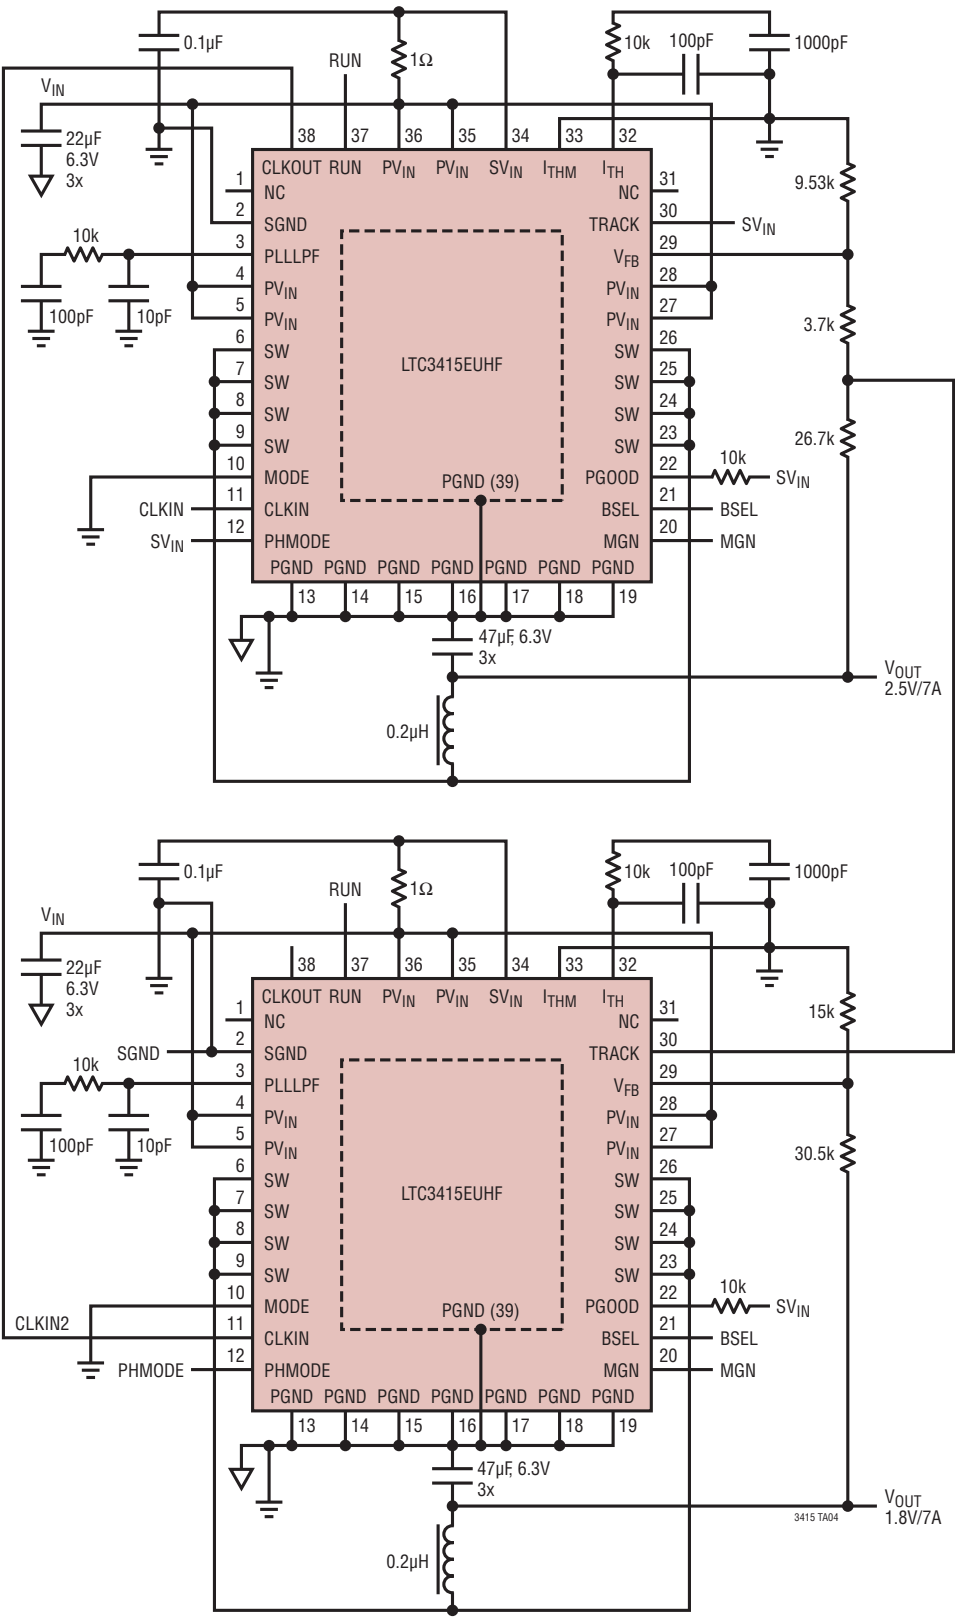 0.1µF
1Ω
10k
100pF
1000pF
RUN
VIN
22µF
6.3V
3x
38 37 36 35 34 33 32
CLKOUT RUN PVIN PVIN SVIN ITHM ITH
1 NC
NC 31
2 SGND
TRACK 30 SVIN
9.53k
10k
3 PLLLPF
VFB 29
4 PVIN
PVIN 28
100pF
10pF
5 PVIN
PVIN 27
3.7k
6 SW
SW 26
LTC3415EUHF
7 SW
SW 25
8 SW
SW 24
9 SW
SW 23
26.7k
10 MODE
PGND (39)
PGOOD 22 10k SVIN
CLKIN 11 CLKIN
BSEL 21 BSEL
SVIN 12 PHMODE
MGN 20 MGN
PGND PGND PGND PGND PGND PGND PGND
13 14 15 16 17 18 19
47µF, 6.3V
3x
VOUT
2.5V/7A
0.2µH
0.1µF
1Ω
10k
100pF
1000pF
RUN
VIN
22µF
6.3V
3x
38 37 36 35 34 33 32
CLKOUT RUN PVIN PVIN SVIN ITHM ITH
1 NC
NC 31
15k
SGND 2 SGND
TRACK 30
10k
3 PLLLPF
VFB 29
4 PVIN
PVIN 28
100pF
10pF
5 PVIN
PVIN 27
30.5k
6 SW
SW 26
LTC3415EUHF
7 SW
SW 25
8 SW
SW 24
9 SW
SW 23
10 MODE
PGND (39)
PGOOD 22 10k SVIN
CLKIN2 11 CLKIN
BSEL 21 BSEL
PHMODE 12 PHMODE
MGN 20 MGN
PGND PGND PGND PGND PGND PGND PGND
13 14 15 16 17 18 19
47µF, 6.3V
3x
VOUT
1.8V/7A
3415 TA04
0.2µH